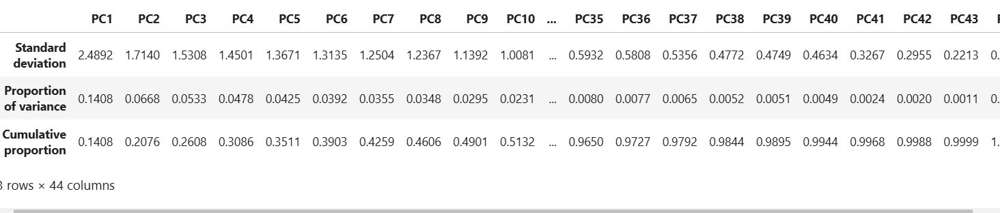 PC1 PC2 PC3 PC4 PC5 PC6 PC7 PC8 PC9 PC10 ... PC35 PC36 PC37 PC38 PC39 PC40 PC41 PC42 PC43
Standard
deviation 2.4892 1.7140 1.5308 1.4501 1.3671 1.3135 1.2504 1.2367 1.1392 1.0081 ... 0.5932 0.5808 0.5356 0.4772 0.4749 0.4634 0.3267 0.2955 0.2213 0.
Proportion
of variance 0.1408 0.0668 0.0533 0.0478 0.0425 0.0392 0.0355 0.0348 0.0295 0.0231 ... 0.0080 0.0077 0.0065 0.0052 0.0051 0.0049 0.0024 0.0020 0.0011 0.
Cumulative
proportion 0.1408 0.2076 0.2608 0.3086 0.3511 0.3903 0.4259 0.4606 0.4901 0.5132 ... 0.9650 0.9727 0.9792 0.9844 0.9895 0.9944 0.9968 0.9988 0.9999 1.
3 rows × 44 columns